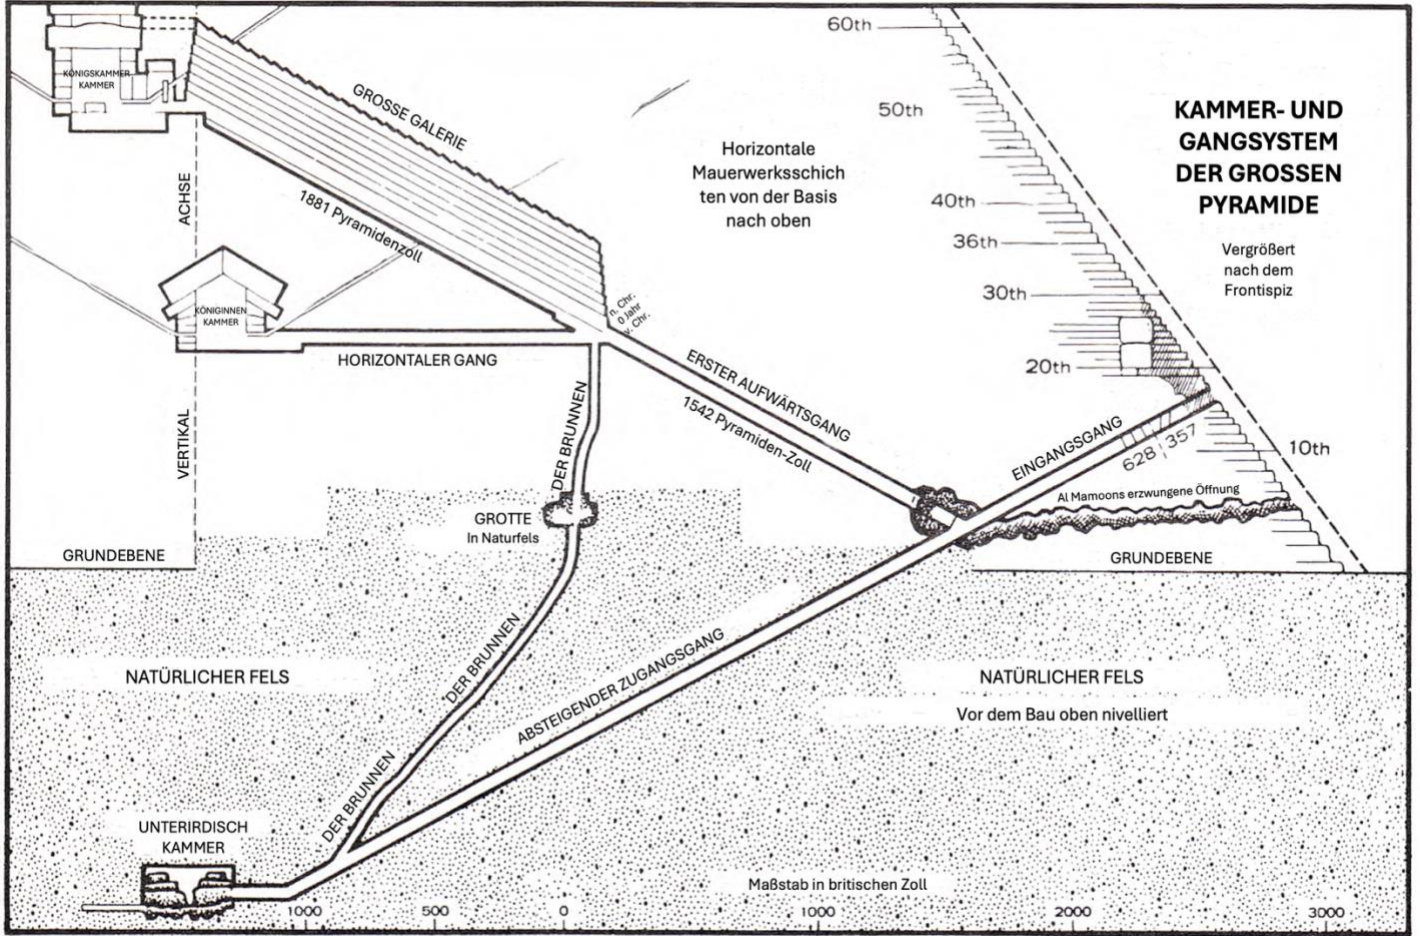 60th
50th
40th
36th
30th
20th
10th
KAMMER- UND
GANGSYSTEM
DER GROSSEN
PYRAMIDE
Vergrößert
nach dem
Frontispiz
Horizontale
Mauerwerksschich
ten von der Basis
nach oben
KÖNIGSKAMMER
KAMMER
GROSSE GALERIE
1881 Pyramidenzoll
ACHSE
KÖNIGINNEN
KAMMER
n. Chr.
0 Jahr
v. Chr.
HORIZONTALER GANG
ERSTER AUFWÄRTSGANG
1542 Pyramiden-Zoll
VERTIKAL
DER BRUNNEN
EINGANGSGANG
628 357
Al Mamoons erzwungene Öffnung
GROTTE
In Naturfels
GRUNDEBENE
GRUNDEBENE
DER BRUNNEN
ABSTEIGENDER ZUGANGSGANG
NATÜRLICHER FELS
NATÜRLICHER FELS
Vor dem Bau oben nivelliert
DER BRUNNEN
UNTERIRDISCH
KAMMER
Maßstab in britischen Zoll
1000 500 0 1000 2000 3000